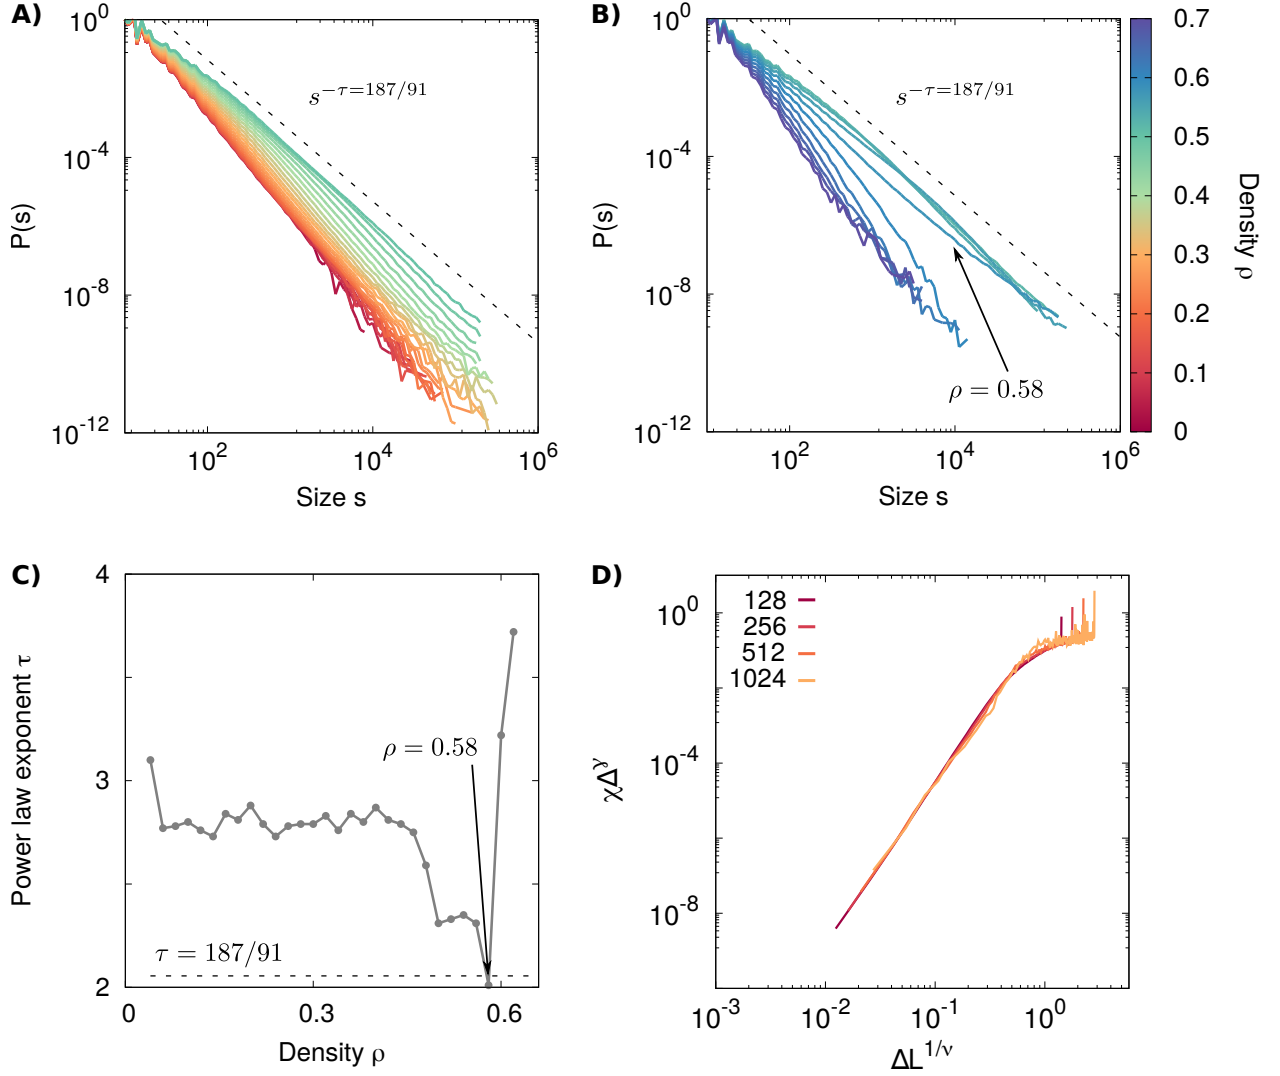 A)
10^0
10^-4
10^-8
10^-12
P(s)
s^{-τ=187/91}
10^2
10^4
10^6
Size s
B)
10^0
10^-4
10^-8
10^-12
P(s)
s^{-τ=187/91}
ρ = 0.58
10^2
10^4
10^6
Size s
0.7
0.6
0.5
0.4
0.3
0.2
0.1
0
Density ρ
C)
4
3
2
Power law exponent τ
ρ = 0.58
τ = 187/91
0
0.3
0.6
Density ρ
D)
128
256
512
1024
10^0
10^-4
10^-8
χΔ^γ
10^-3
10^-2
10^-1
10^0
ΔL^{1/ν}